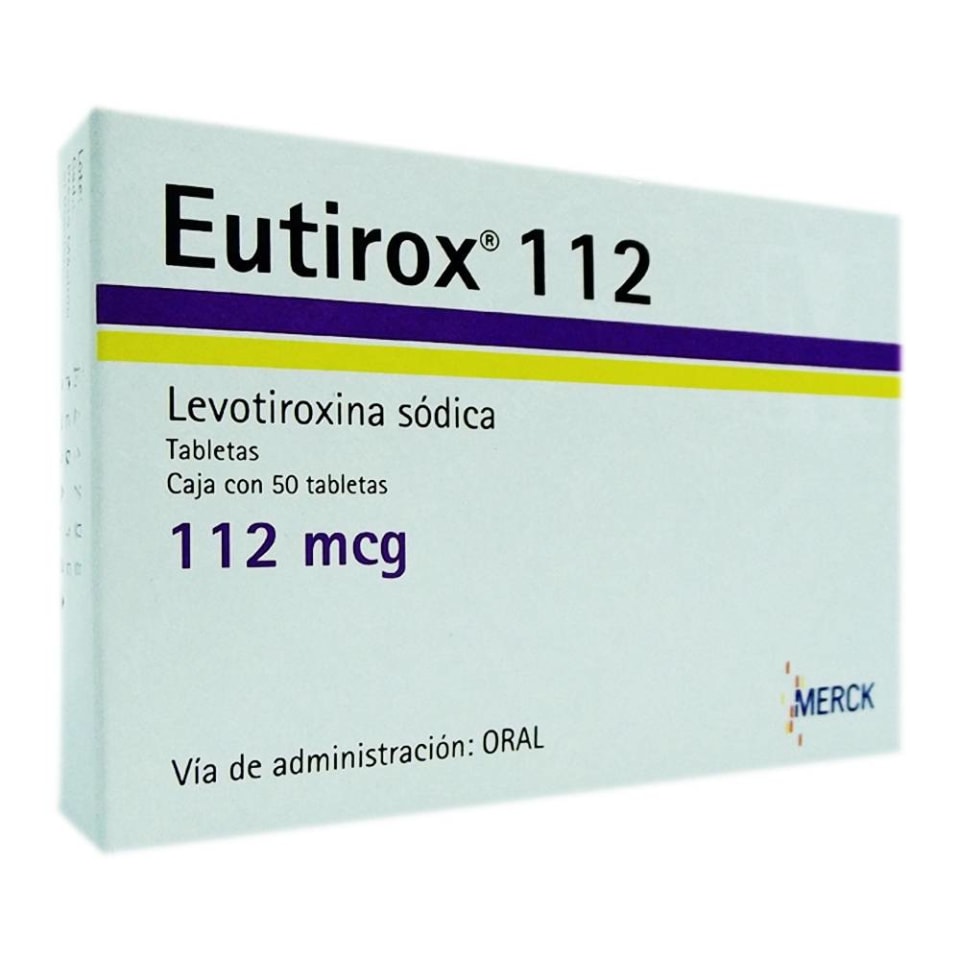 Eutirox® 112
Levotiroxina sódica
Tabletas
Caja con 50 tabletas
112 mcg
MERCK
Vía de administración: ORAL